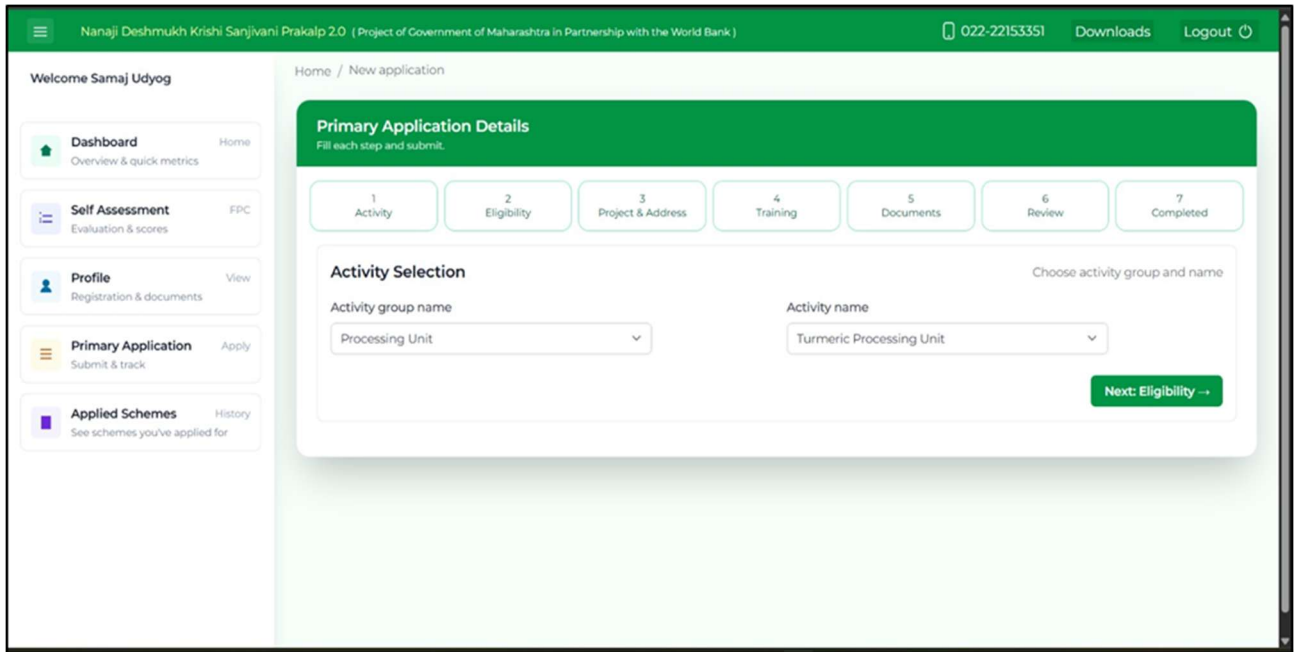 Nanaji Deshmukh Krishi Sanjivani Prakalp 2.0 ( Project of Government of Maharashtra in Partnership with the World Bank )
022-22153351
Downloads
Logout
Welcome Samaj Udyog
Home / New application
Dashboard
Home
Overview & quick metrics
Self Assessment
FPC
Evaluation & scores
Profile
View
Registration & documents
Primary Application
Apply
Submit & track
Applied Schemes
History
See schemes you've applied for
Primary Application Details
Fill each step and submit.
1
Activity
2
Eligibility
3
Project & Address
4
Training
5
Documents
6
Review
7
Completed
Activity Selection
Choose activity group and name
Activity group name
Processing Unit
Activity name
Turmeric Processing Unit
Next: Eligibility →